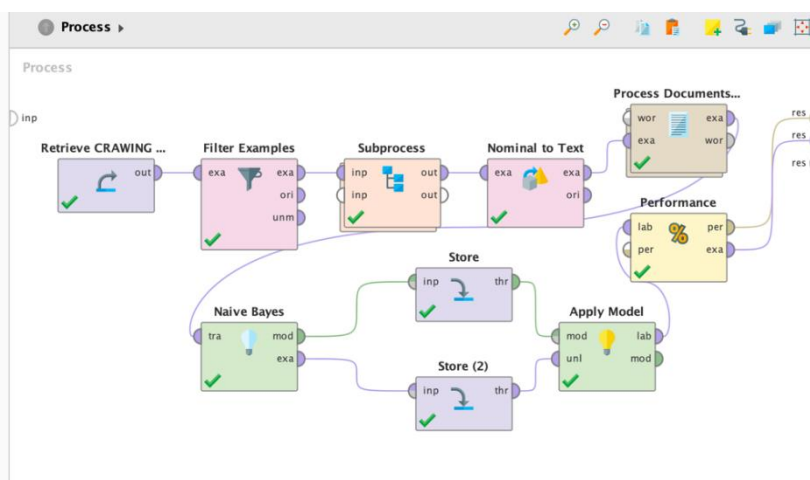 Process
Process
inp
Retrieve CRAWING ...
out
Filter Examples
exa exa
ori
unm
Subprocess
inp out
inp out
Nominal to Text
exa exa
ori
Process Documents...
wor exa
exa wor
res
res
res
Performance
lab per
per exa
Naive Bayes
tra mod
exa
Store
inp thr
Store (2)
inp thr
Apply Model
mod lab
unl mod
%